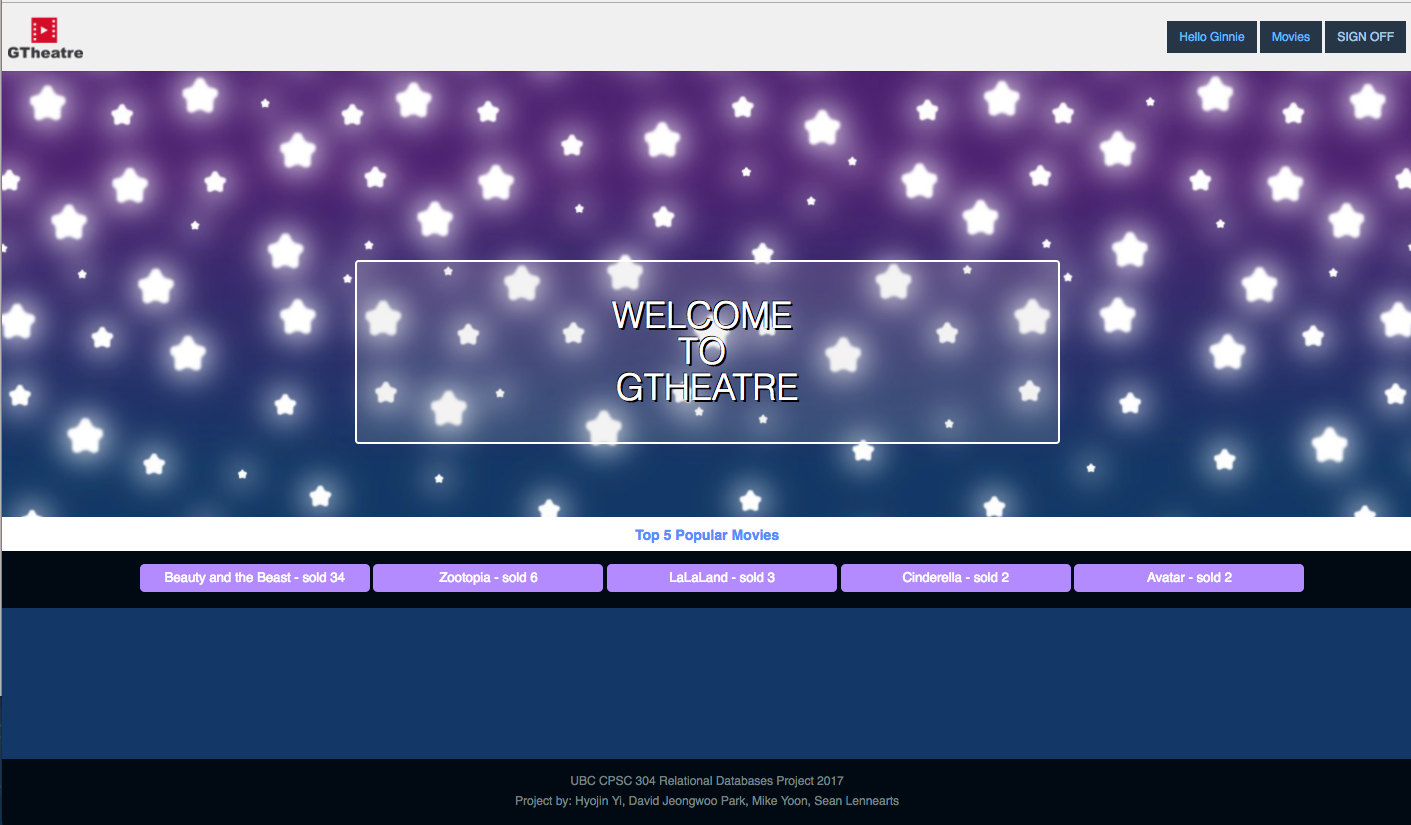 GTheatre
Hello Ginnie
Movies
SIGN OFF
WELCOME
TO
GTHEATRE
Top 5 Popular Movies
Beauty and the Beast - sold 34
Zootopia - sold 6
LaLaLand - sold 3
Cinderella - sold 2
Avatar - sold 2
UBC CPSC 304 Relational Databases Project 2017
Project by: Hyojin Yi, David Jeongwoo Park, Mike Yoon, Sean Lennearts